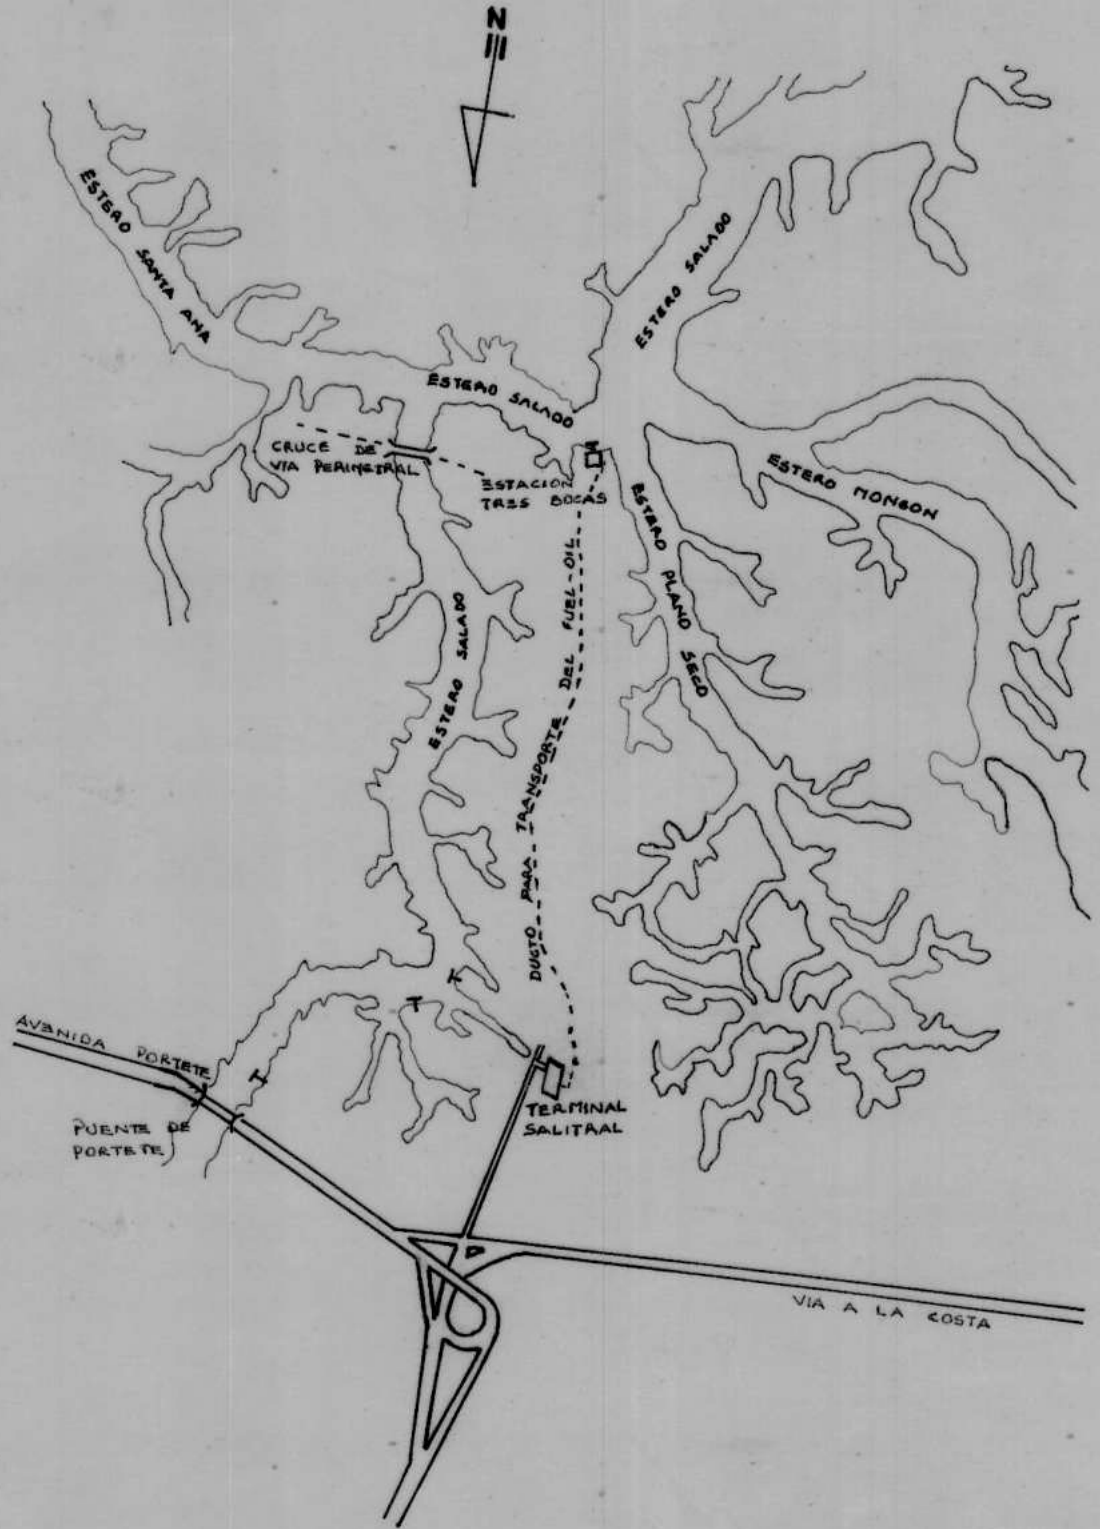 N
ESTERO SANTA ANA
ESTERO SALADO
ESTERO SALADO
CRUCE DE
VIA PERIMETRAL
ESTACION
TRES BOCAS
ESTERO MONGON
ESTERO PLANO SECO
ESTERO SALADO
DUCTO PARA TRANSPORTE DEL FUEL-OIL
AVENIDA PORTETE
PUENTE DE
PORTETE
TERMINAL
SALITRAL
VIA A LA COSTA